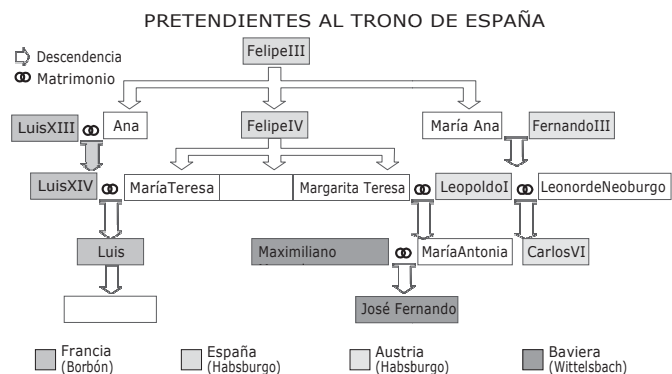 PRETENDIENTES AL TRONO DE ESPAÑA
Descendencia
Matrimonio
FelipeIII
LuisXIII
Ana
FelipeIV
María Ana
FernandoIII
LuisXIV
MaríaTeresa
Margarita Teresa
LeopoldoI
LeonordeNeoburgo
Luis
Maximiliano
MaríaAntonia
CarlosVI
José Fernando
Francia
(Borbón)
España
(Habsburgo)
Austria
(Habsburgo)
Baviera
(Wittelsbach)